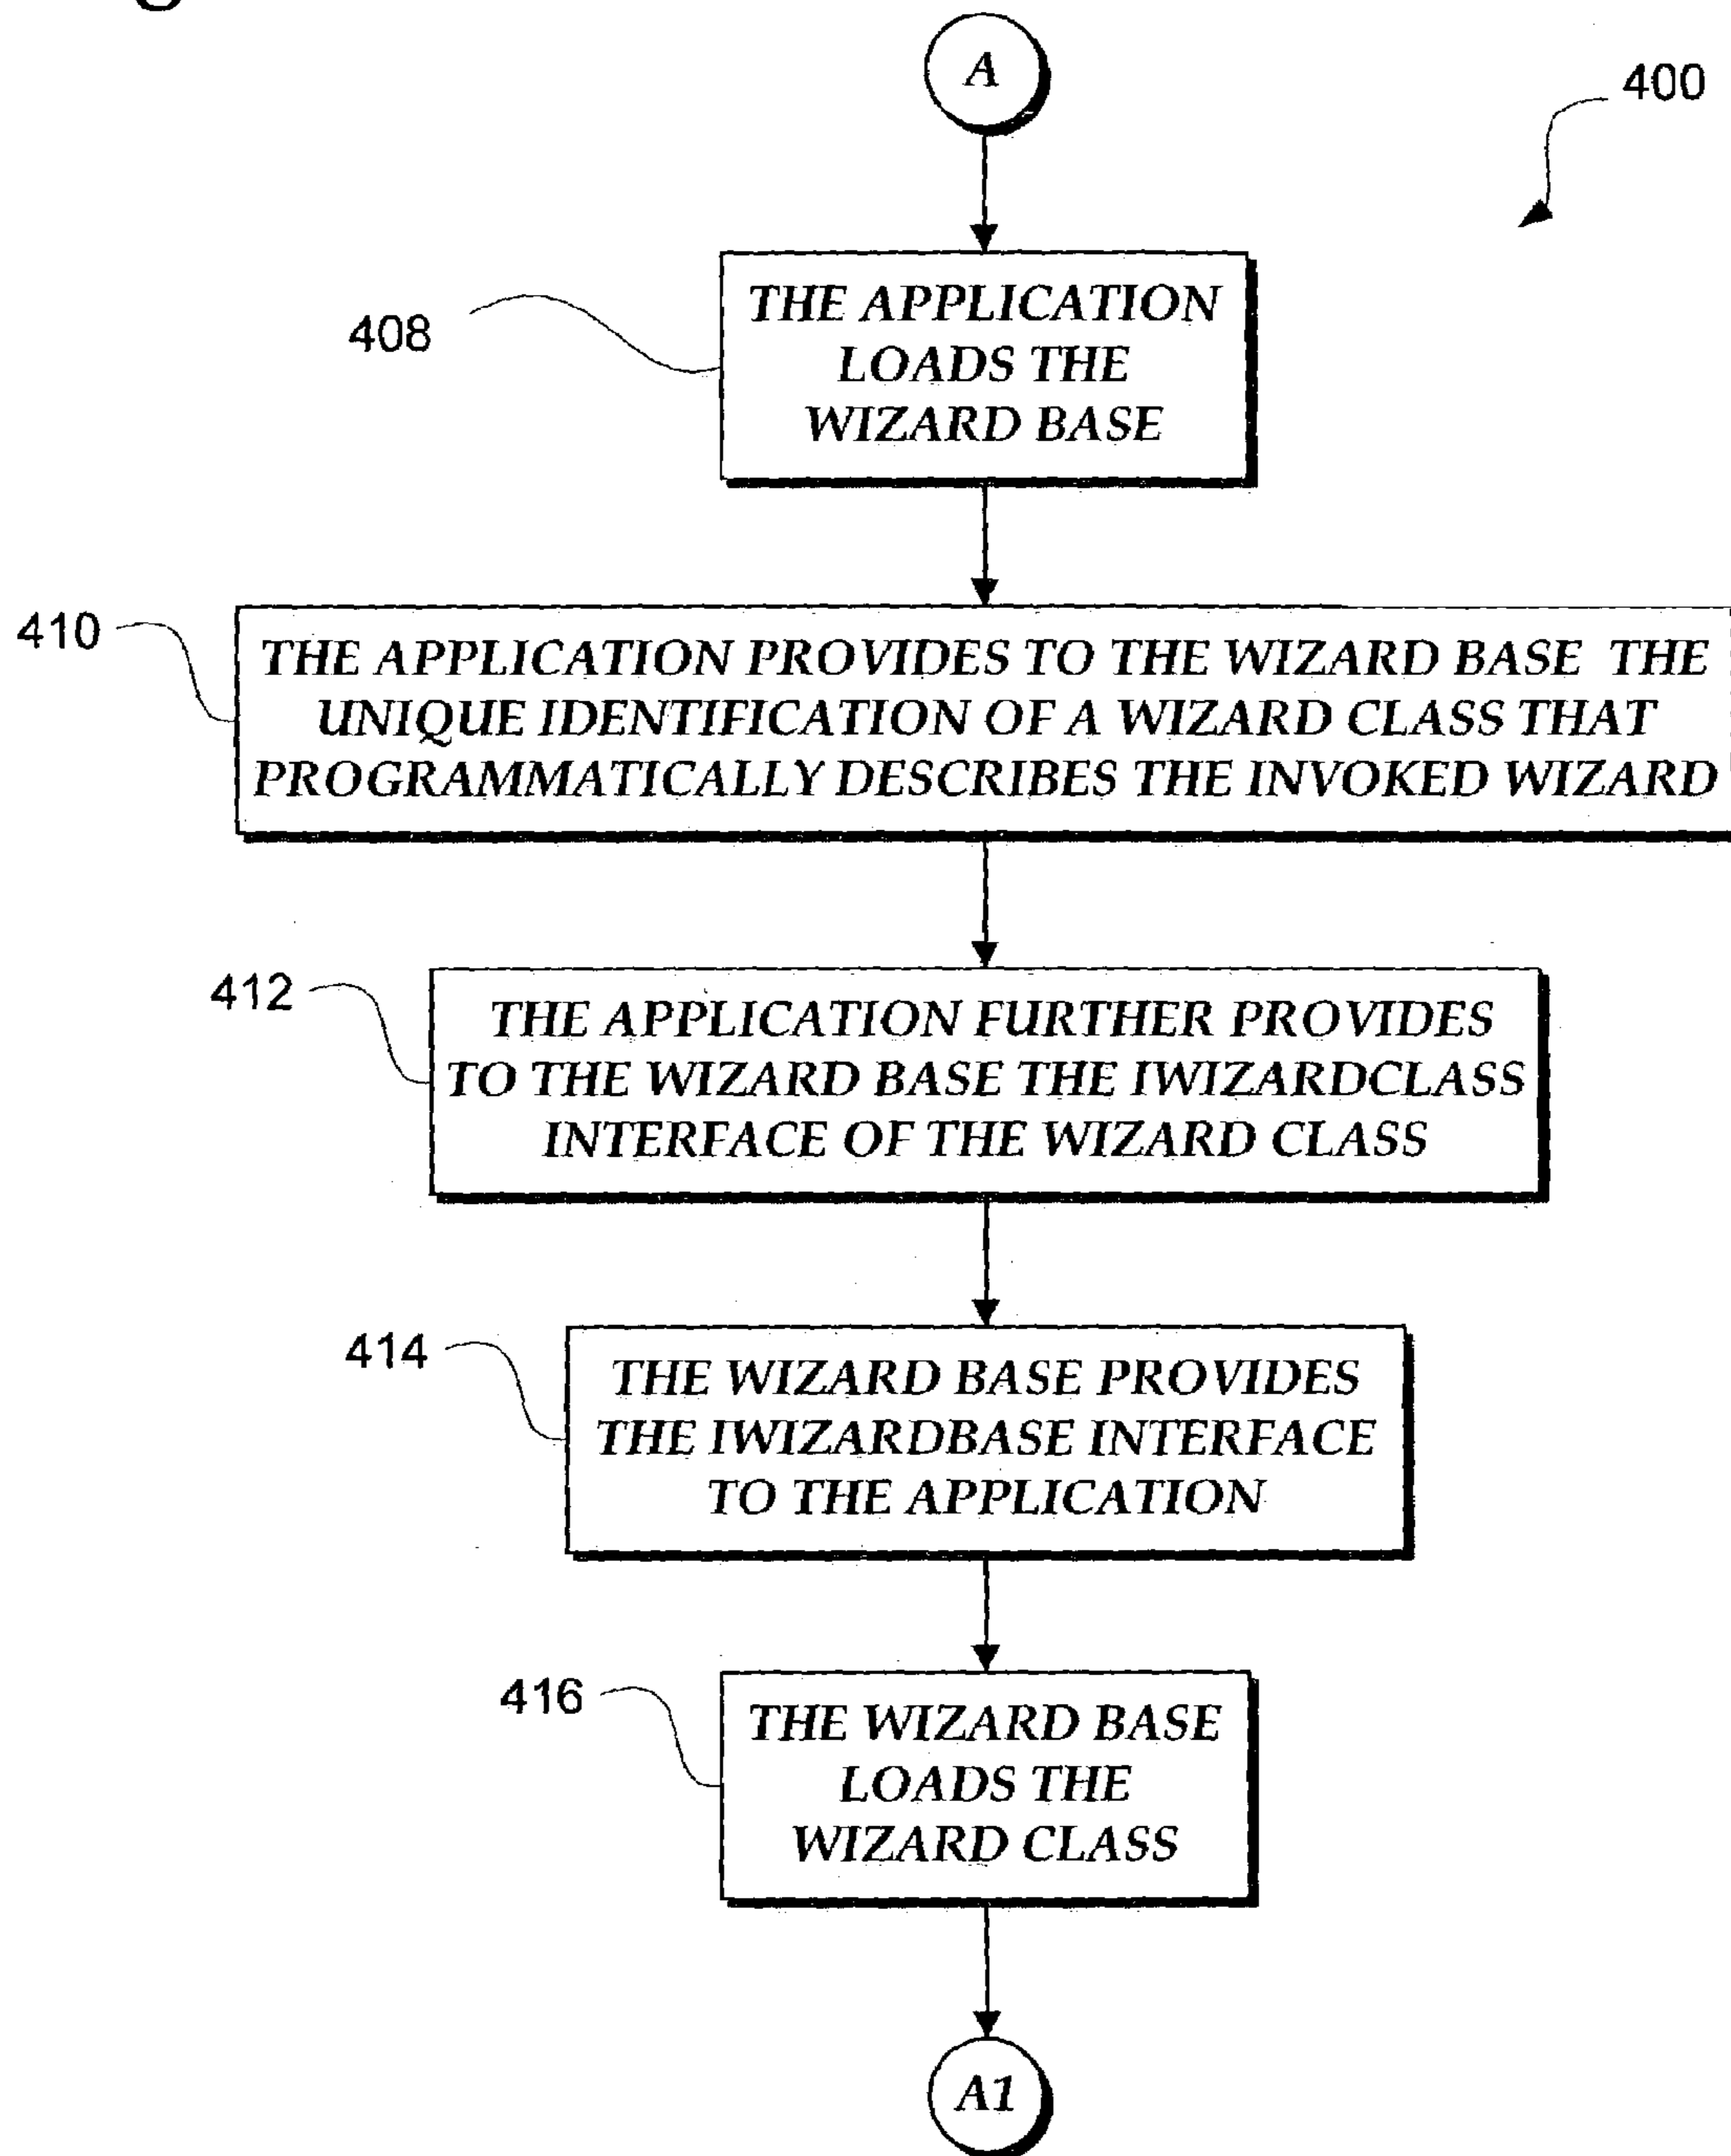 A
400
408
THE APPLICATION
LOADS THE
WIZARD BASE
410
THE APPLICATION PROVIDES TO THE WIZARD BASE THE
UNIQUE IDENTIFICATION OF A WIZARD CLASS THAT
PROGRAMMATICALLY DESCRIBES THE INVOKED WIZARD
412
THE APPLICATION FURTHER PROVIDES
TO THE WIZARD BASE THE IWIZARDCLASS
INTERFACE OF THE WIZARD CLASS
414
THE WIZARD BASE PROVIDES
THE IWIZARDBASE INTERFACE
TO THE APPLICATION
416
THE WIZARD BASE
LOADS THE
WIZARD CLASS
A1